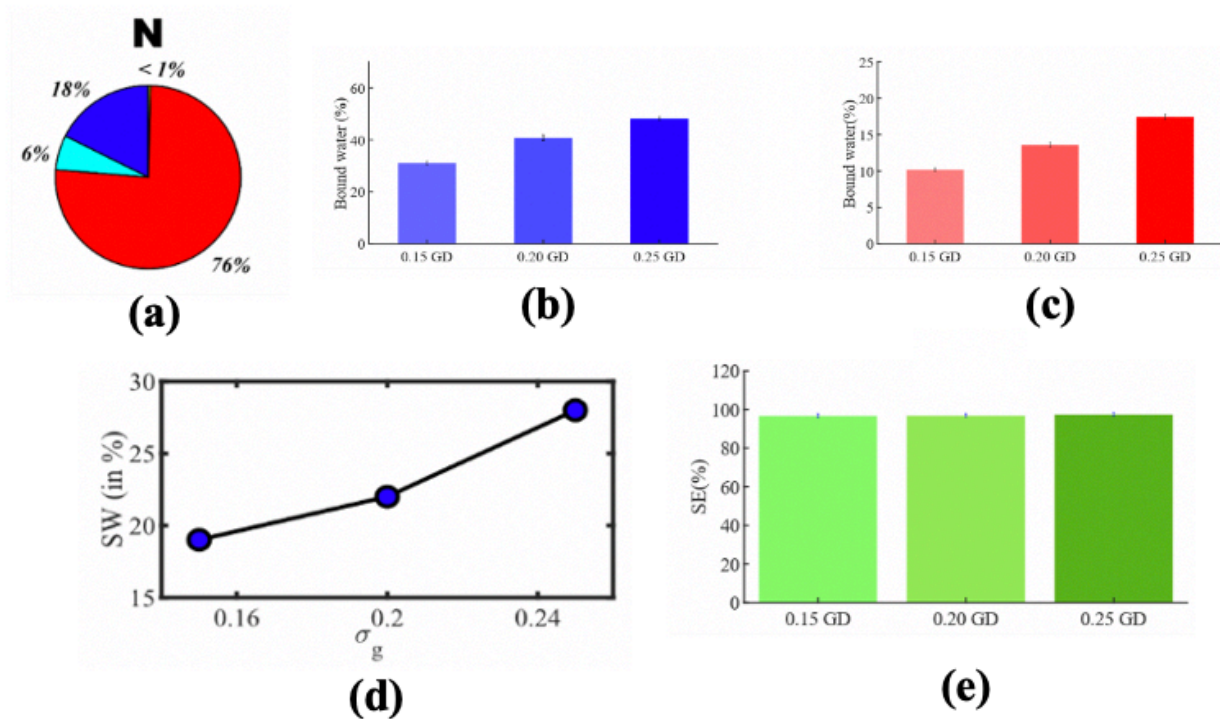 N
< 1%
18%
6%
76%
(a)
Bound water (%)
60
40
20
0
0.15 GD
0.20 GD
0.25 GD
(b)
Bound water(%)
25
20
15
10
5
0
0.15 GD
0.20 GD
0.25 GD
(c)
SW (in %)
30
25
20
15
0.16
0.2
0.24
σg
(d)
SE(%)
120
100
80
60
40
20
0
0.15 GD
0.20 GD
0.25 GD
(e)